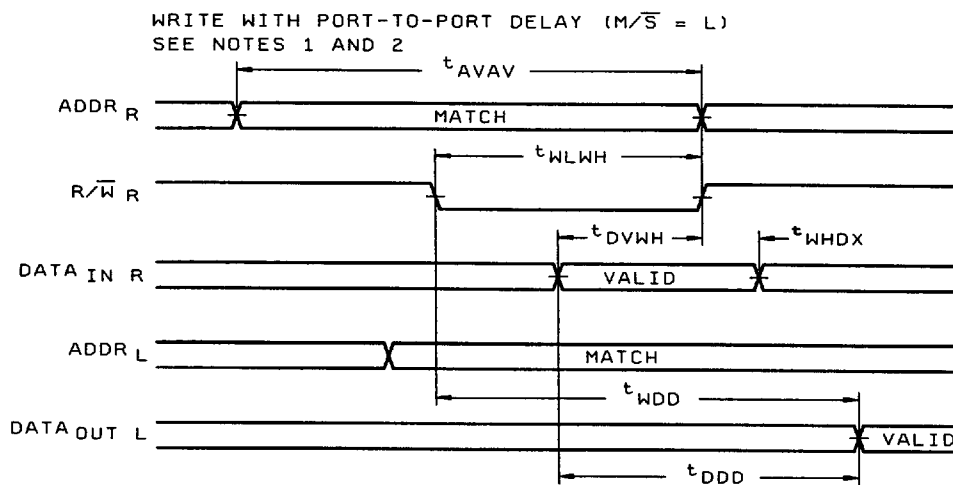 WRITE WITH PORT-TO-PORT DELAY (M/S̅ = L)
SEE NOTES 1 AND 2
tAVAV
ADDR R
MATCH
tWLWH
R/W̅ R
tDVWH
tWHDX
DATA IN R
VALID
ADDR L
MATCH
tWDD
DATA OUT L
VALID
tDDD